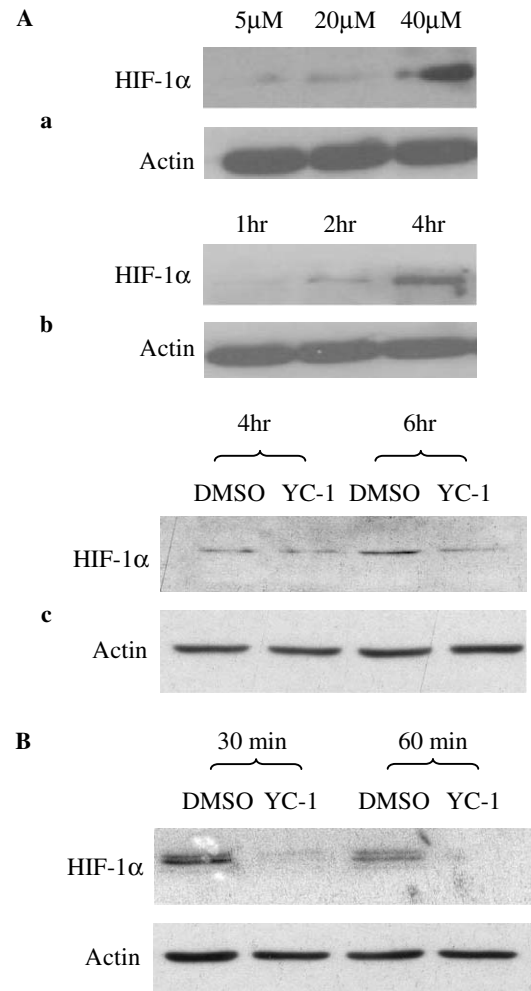 A
5µM 20µM 40µM
HIF-1α
a
Actin
1hr 2hr 4hr
HIF-1α
b
Actin
4hr 6hr
DMSO YC-1 DMSO YC-1
HIF-1α
c
Actin
B
30 min 60 min
DMSO YC-1 DMSO YC-1
HIF-1α
Actin